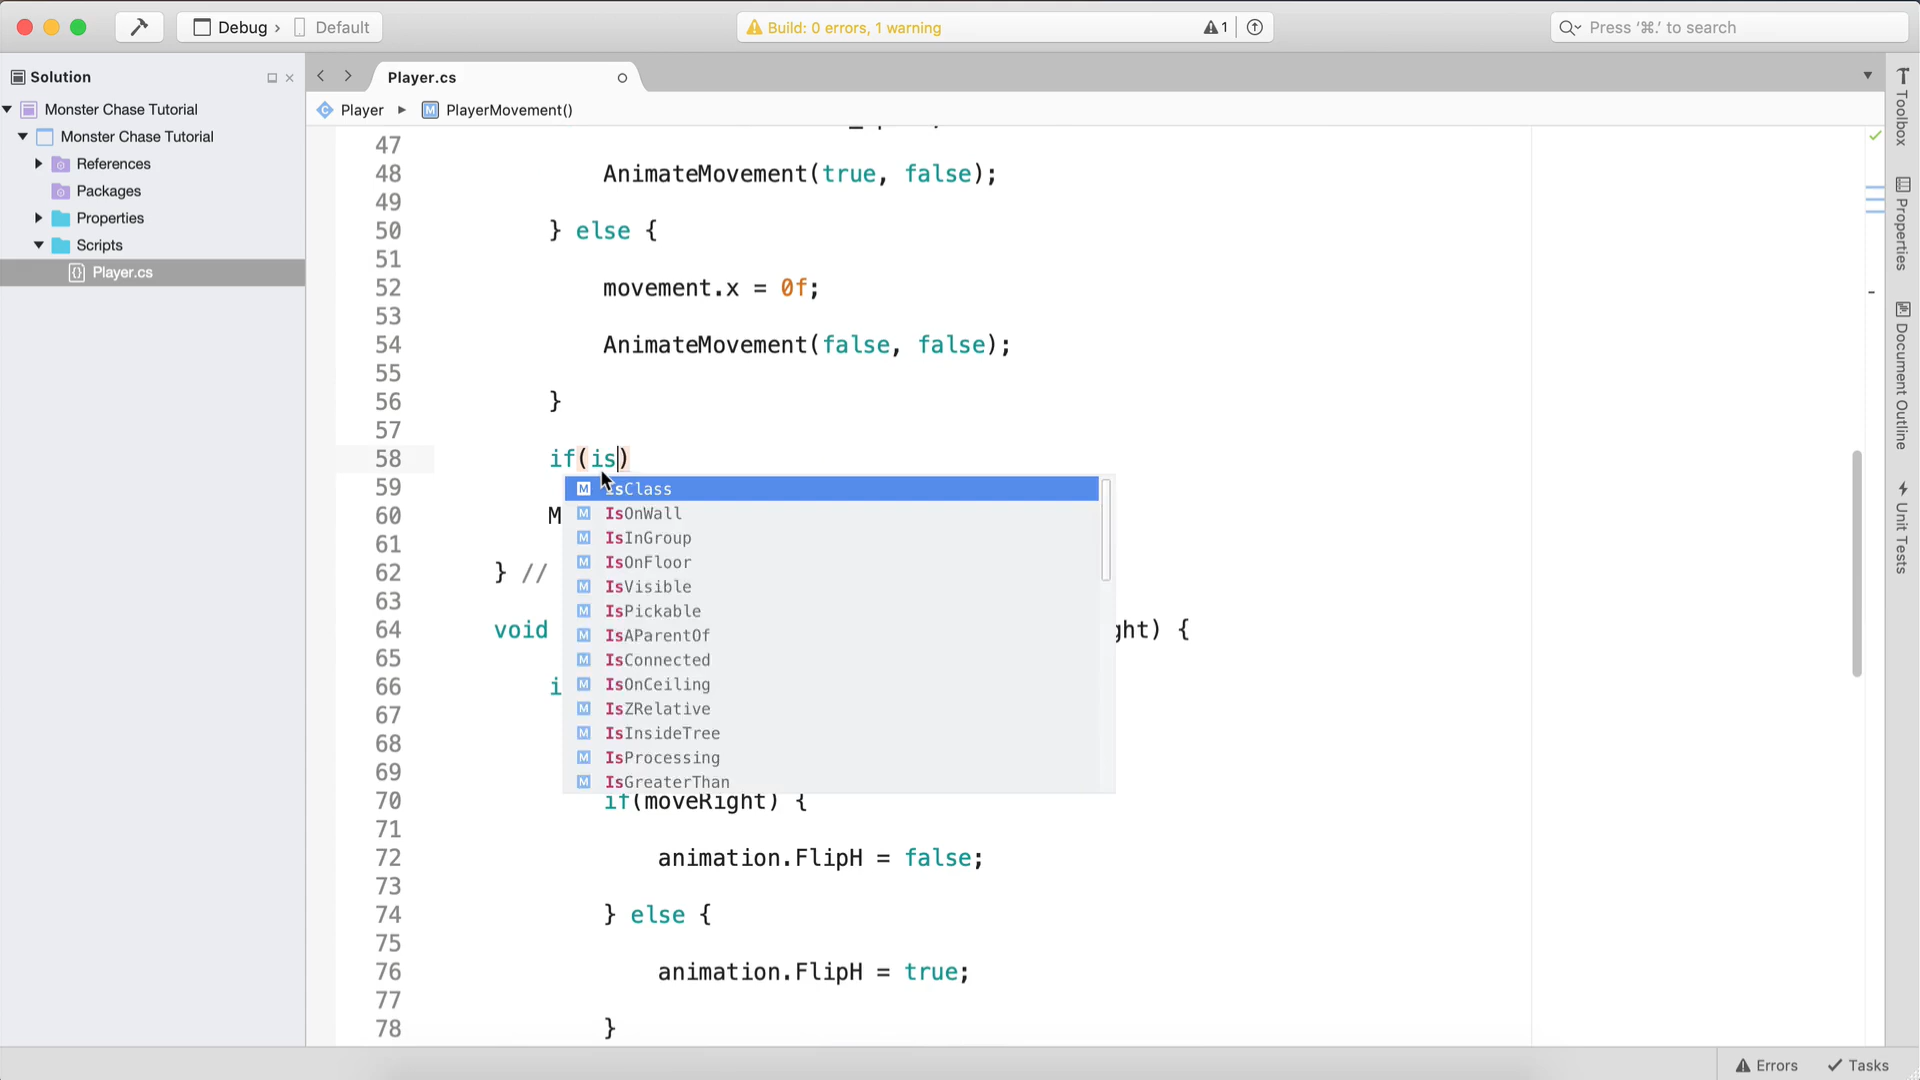 Debug › Default
Build: 0 errors, 1 warning
1
Press '⌘.' to search
Solution
Player.cs
Monster Chase Tutorial
Monster Chase Tutorial
References
Packages
Properties
Scripts
Player.cs
Player ▸ PlayerMovement()
47
48 AnimateMovement(true, false);
49
50 } else {
51
52 movement.x = 0f;
53
54 AnimateMovement(false, false);
55
56 }
57
58 if(is)
59
60 M
61
62 } //
63
64 void ght) {
65
66 i
67
68
69
70 if(moveRight) {
71
72 animation.FlipH = false;
73
74 } else {
75
76 animation.FlipH = true;
77
78 }
M IsClass
M IsOnWall
M IsInGroup
M IsOnFloor
M IsVisible
M IsPickable
M IsAParentOf
M IsConnected
M IsOnCeiling
M IsZRelative
M IsInsideTree
M IsProcessing
M IsGreaterThan
Toolbox
Properties
Document Outline
Unit Tests
Errors
Tasks